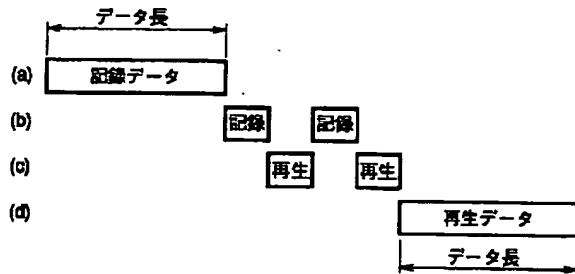 データ長
(a) 記録データ
(b) 記録 記録
(c) 再生 再生
(d) 再生データ
データ長